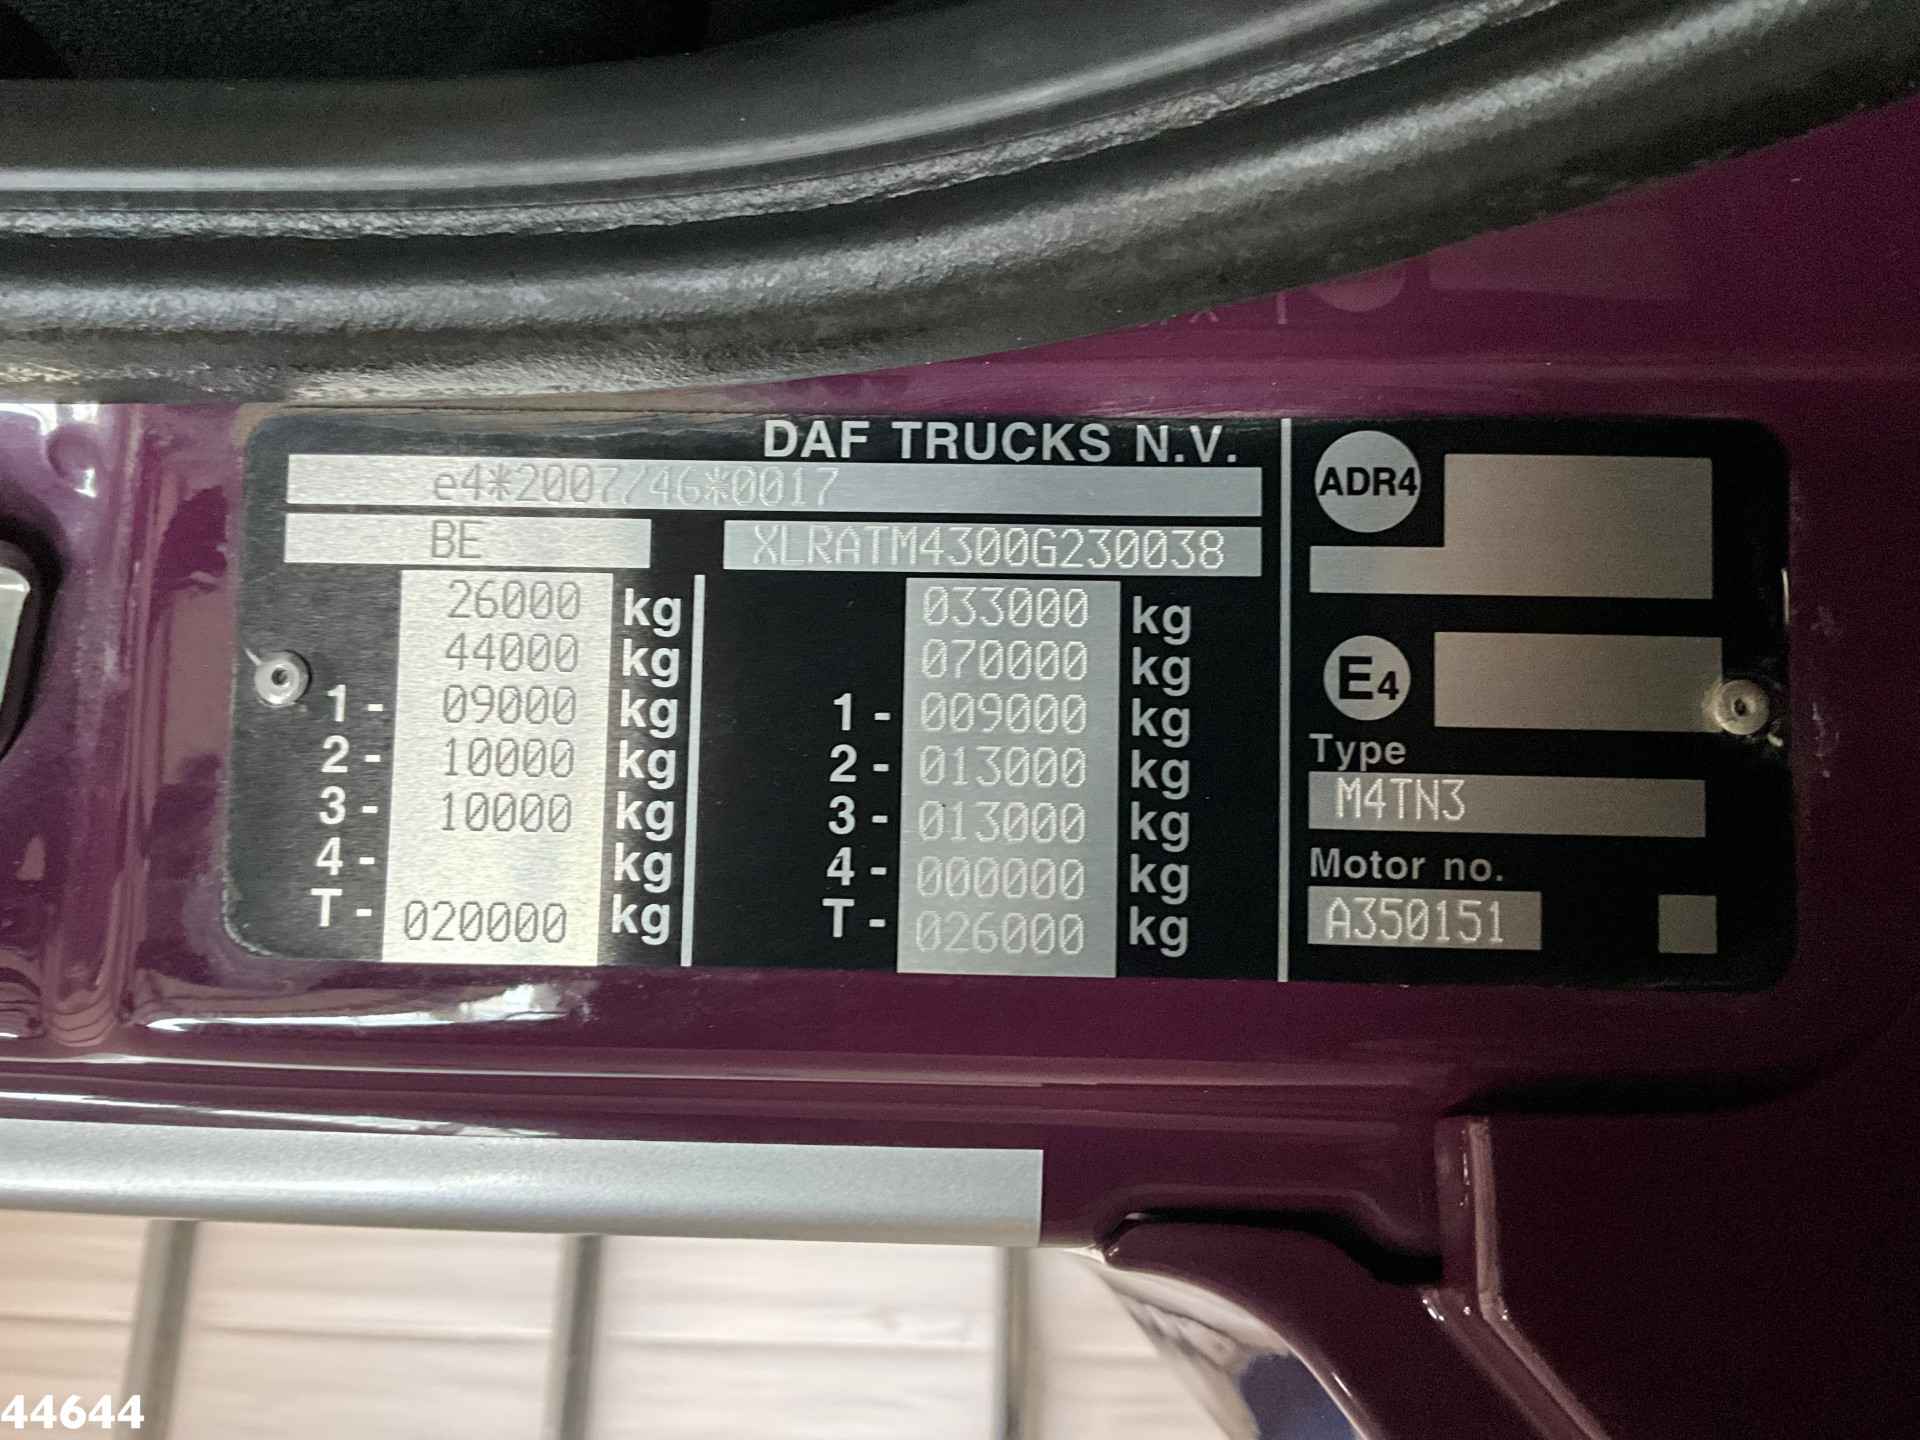 DAF TRUCKS N.V.
e4*2007/46*0017
BE XLRATM4300G230038
26000 kg 033000 kg
44000 kg 070000 kg
1- 09000 kg 1- 009000 kg
2- 10000 kg 2- 013000 kg
3- 10000 kg 3- 013000 kg
4- kg 4- 000000 kg
T- 020000 kg T- 026000 kg
ADR4
E4
Type
M4TN3
Motor no.
A350151
44644